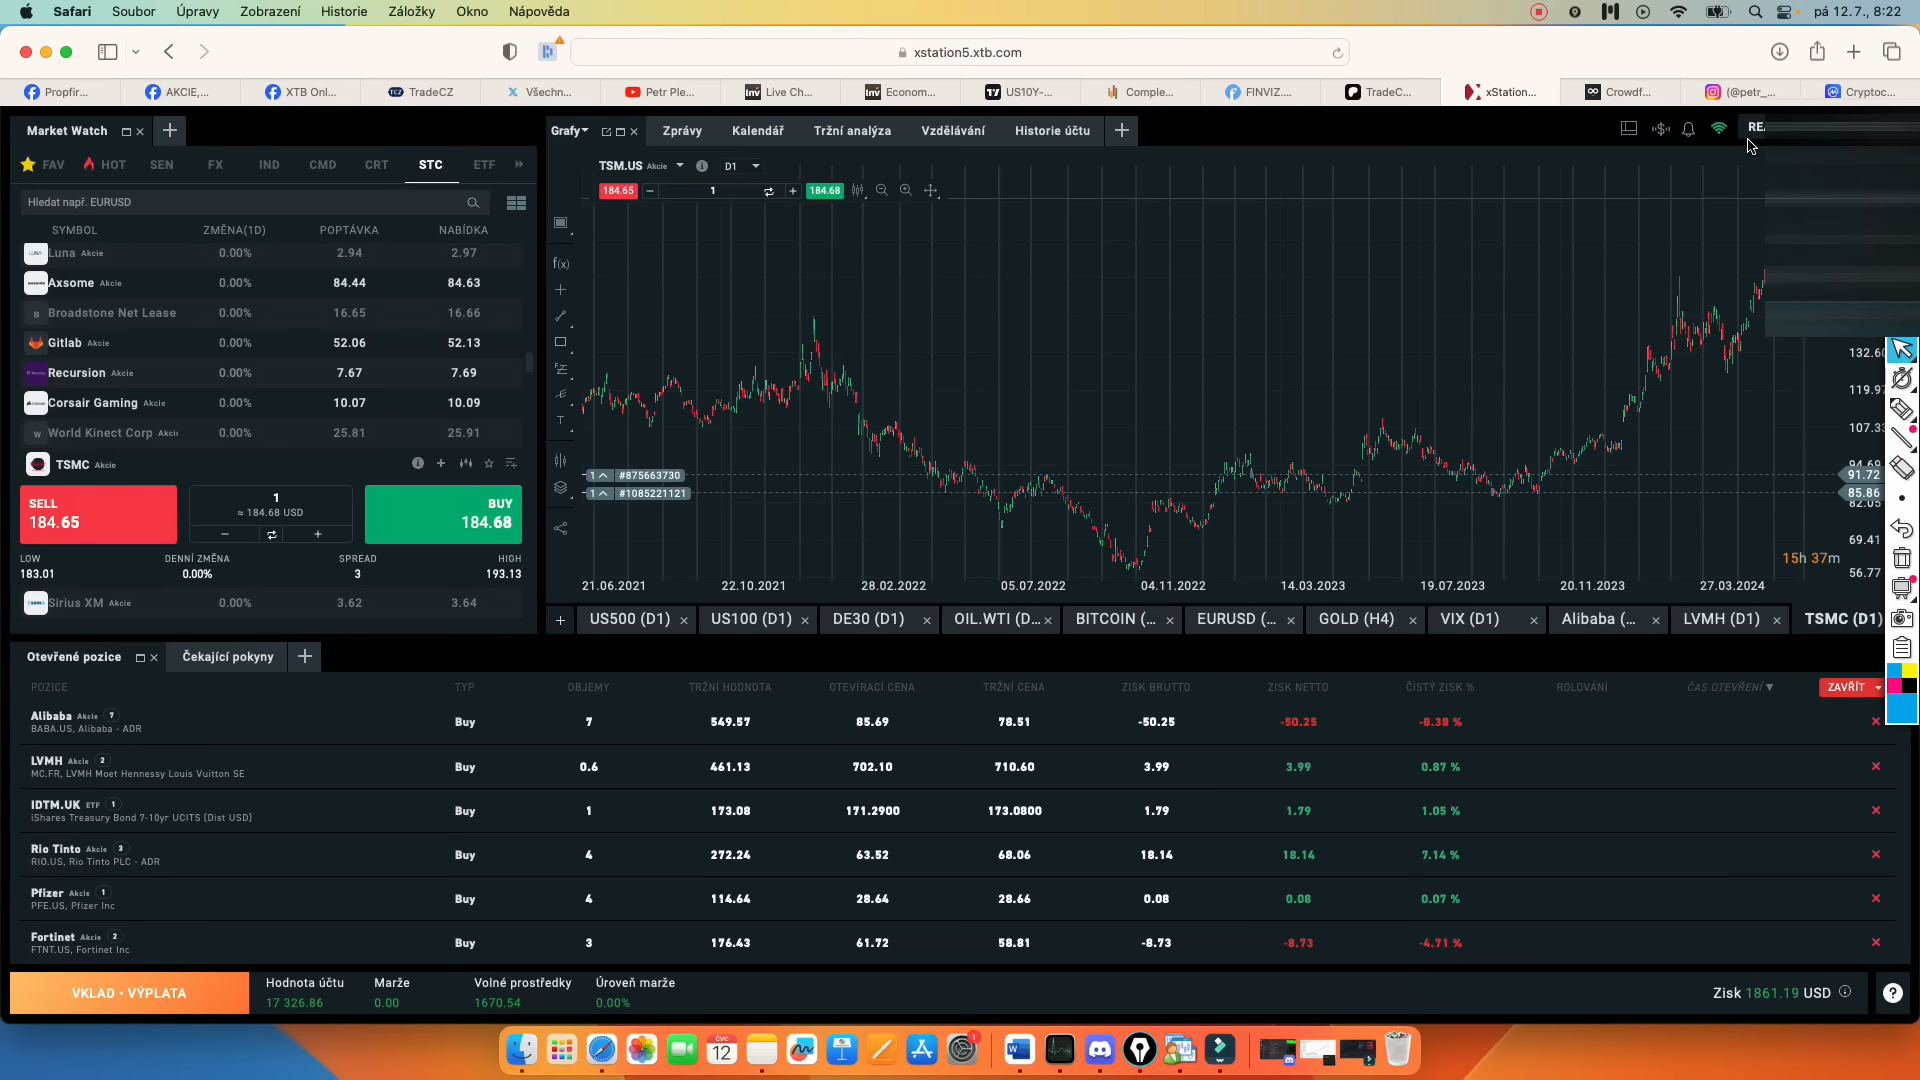 Safari Soubor Úpravy Zobrazení Historie Záložky Okno Nápověda pá 12.7., 8:22
xstation5.xtb.com
Propfir... AKCIE,... XTB Onl... TradeCZ Všechn... Petr Ple... Live Ch... Econom... US10Y-... Comple... FINVIZ.... TradeC... xStation... Crowdf... (@petr_... Cryptoc...
Market Watch
FAV HOT SEN FX IND CMD CRT STC ETF
Hledat např. EURUSD
SYMBOL ZMĚNA(1D) POPTÁVKA NABÍDKA
Luna Akcie 0.00% 2.94 2.97
Axsome Akcie 0.00% 84.44 84.63
Broadstone Net Lease 0.00% 16.65 16.66
Gitlab Akcie 0.00% 52.06 52.13
Recursion Akcie 0.00% 7.67 7.69
Corsair Gaming Akcie 0.00% 10.07 10.09
World Kinect Corp Akci 0.00% 25.81 25.91
TSMC Akcie
SELL 184.65
1
≈ 184.68 USD
BUY 184.68
LOW DENNÍ ZMĚNA SPREAD HIGH
183.01 0.00% 3 193.13
Sirius XM Akcie 0.00% 3.62 3.64
Grafy Zprávy Kalendář Tržní analýza Vzdělávání Historie účtu
TSM.US Akcie D1
184.65 1 184.68
f(x)
132.60
119.97
107.33
94.69
91.72
85.86
82.05
69.41
56.77
1 #875663730
1 #1085221121
15h 37m
21.06.2021 22.10.2021 28.02.2022 05.07.2022 04.11.2022 14.03.2023 19.07.2023 20.11.2023 27.03.2024
US500 (D1) US100 (D1) DE30 (D1) OIL.WTI (D... BITCOIN (... EURUSD (... GOLD (H4) VIX (D1) Alibaba (... LVMH (D1) TSMC (D1)
Otevřené pozice Čekající pokyny
POZICE TYP OBJEMY TRŽNÍ HODNOTA OTEVÍRACÍ CENA TRŽNÍ CENA ZISK BRUTTO ZISK NETTO ČISTÝ ZISK % ROLOVÁNÍ ČAS OTEVŘENÍ ZAVŘÍT
Alibaba Akcie 7 Buy 7 549.57 85.69 78.51 -50.25 -50.25 -8.38 %
BABA.US, Alibaba - ADR
LVMH Akcie 2 Buy 0.6 461.13 702.10 710.60 3.99 3.99 0.87 %
MC.FR, LVMH Moet Hennessy Louis Vuitton SE
IDTM.UK ETF 1 Buy 1 173.08 171.2900 173.0800 1.79 1.79 1.05 %
iShares Treasury Bond 7-10yr UCITS (Dist USD)
Rio Tinto Akcie 3 Buy 4 272.24 63.52 68.06 18.14 18.14 7.14 %
RIO.US, Rio Tinto PLC - ADR
Pfizer Akcie 1 Buy 4 114.64 28.64 28.66 0.08 0.08 0.07 %
PFE.US, Pfizer Inc
Fortinet Akcie 2 Buy 3 176.43 61.72 58.81 -8.73 -8.73 -4.71 %
FTNT.US, Fortinet Inc
VKLAD • VÝPLATA
Hodnota účtu Marže Volné prostředky Úroveň marže
17 326.86 0.00 1670.54 0.00%
Zisk 1861.19 USD
ČVC
12